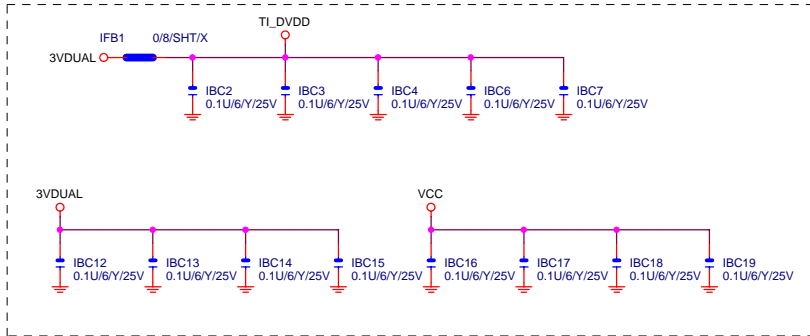 TI_DVDD
IFB1 0/8/SHT/X
3VDUAL
IBC2 IBC3 IBC4 IBC6 IBC7
0.1U/6/Y/25V 0.1U/6/Y/25V 0.1U/6/Y/25V 0.1U/6/Y/25V 0.1U/6/Y/25V
3VDUAL VCC
IBC12 IBC13 IBC14 IBC15 IBC16 IBC17 IBC18 IBC19
0.1U/6/Y/25V 0.1U/6/Y/25V 0.1U/6/Y/25V 0.1U/6/Y/25V 0.1U/6/Y/25V 0.1U/6/Y/25V 0.1U/6/Y/25V 0.1U/6/Y/25V